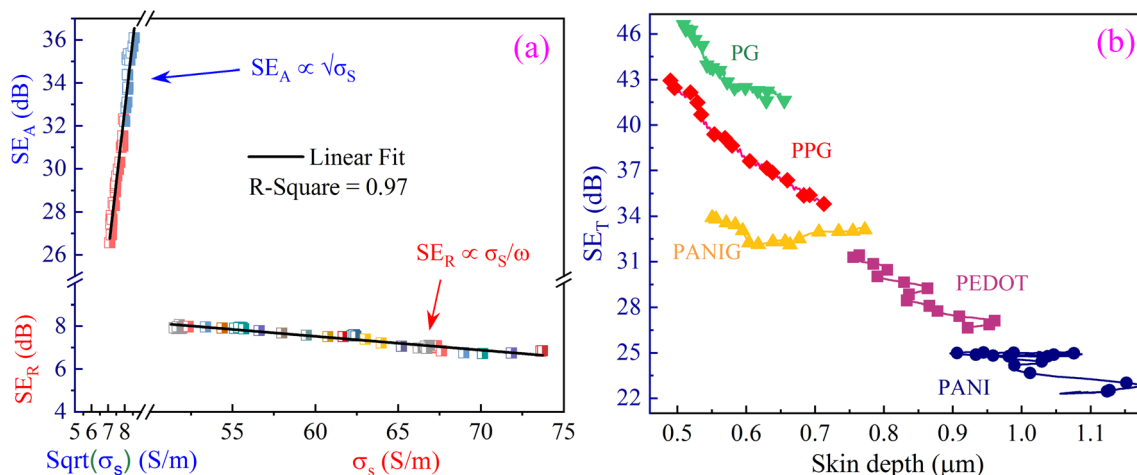 (a)
SE_A (dB)
36
34
32
30
28
26
SE_A ∝ √σ_S
Linear Fit
R-Square = 0.97
SE_R ∝ σ_S/ω
SE_R (dB)
8
6
4
5 6 7 8
55 60 65 70 75
Sqrt(σ_s) (S/m)
σ_s (S/m)
(b)
SE_T (dB)
46
43
40
37
34
31
28
25
22
PG
PPG
PANIG
PEDOT
PANI
0.5 0.6 0.7 0.8 0.9 1.0 1.1
Skin depth (μm)